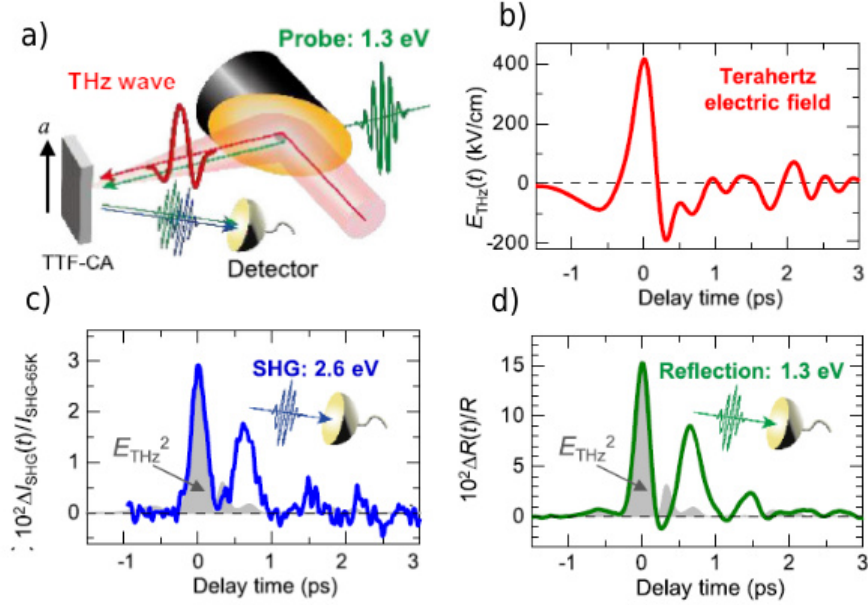 a)
Probe: 1.3 eV
THz wave
a
TTF-CA
Detector
b)
Terahertz
electric field
E_THz(t) (kV/cm)
400
200
0
-200
-1 0 1 2 3
Delay time (ps)
c)
SHG: 2.6 eV
E_THz²
10²ΔI_SHG(t)/I_SHG-65K
3
2
1
0
-1 0 1 2 3
Delay time (ps)
d)
Reflection: 1.3 eV
E_THz²
10²ΔR(t)/R
15
10
5
0
-1 0 1 2 3
Delay time (ps)